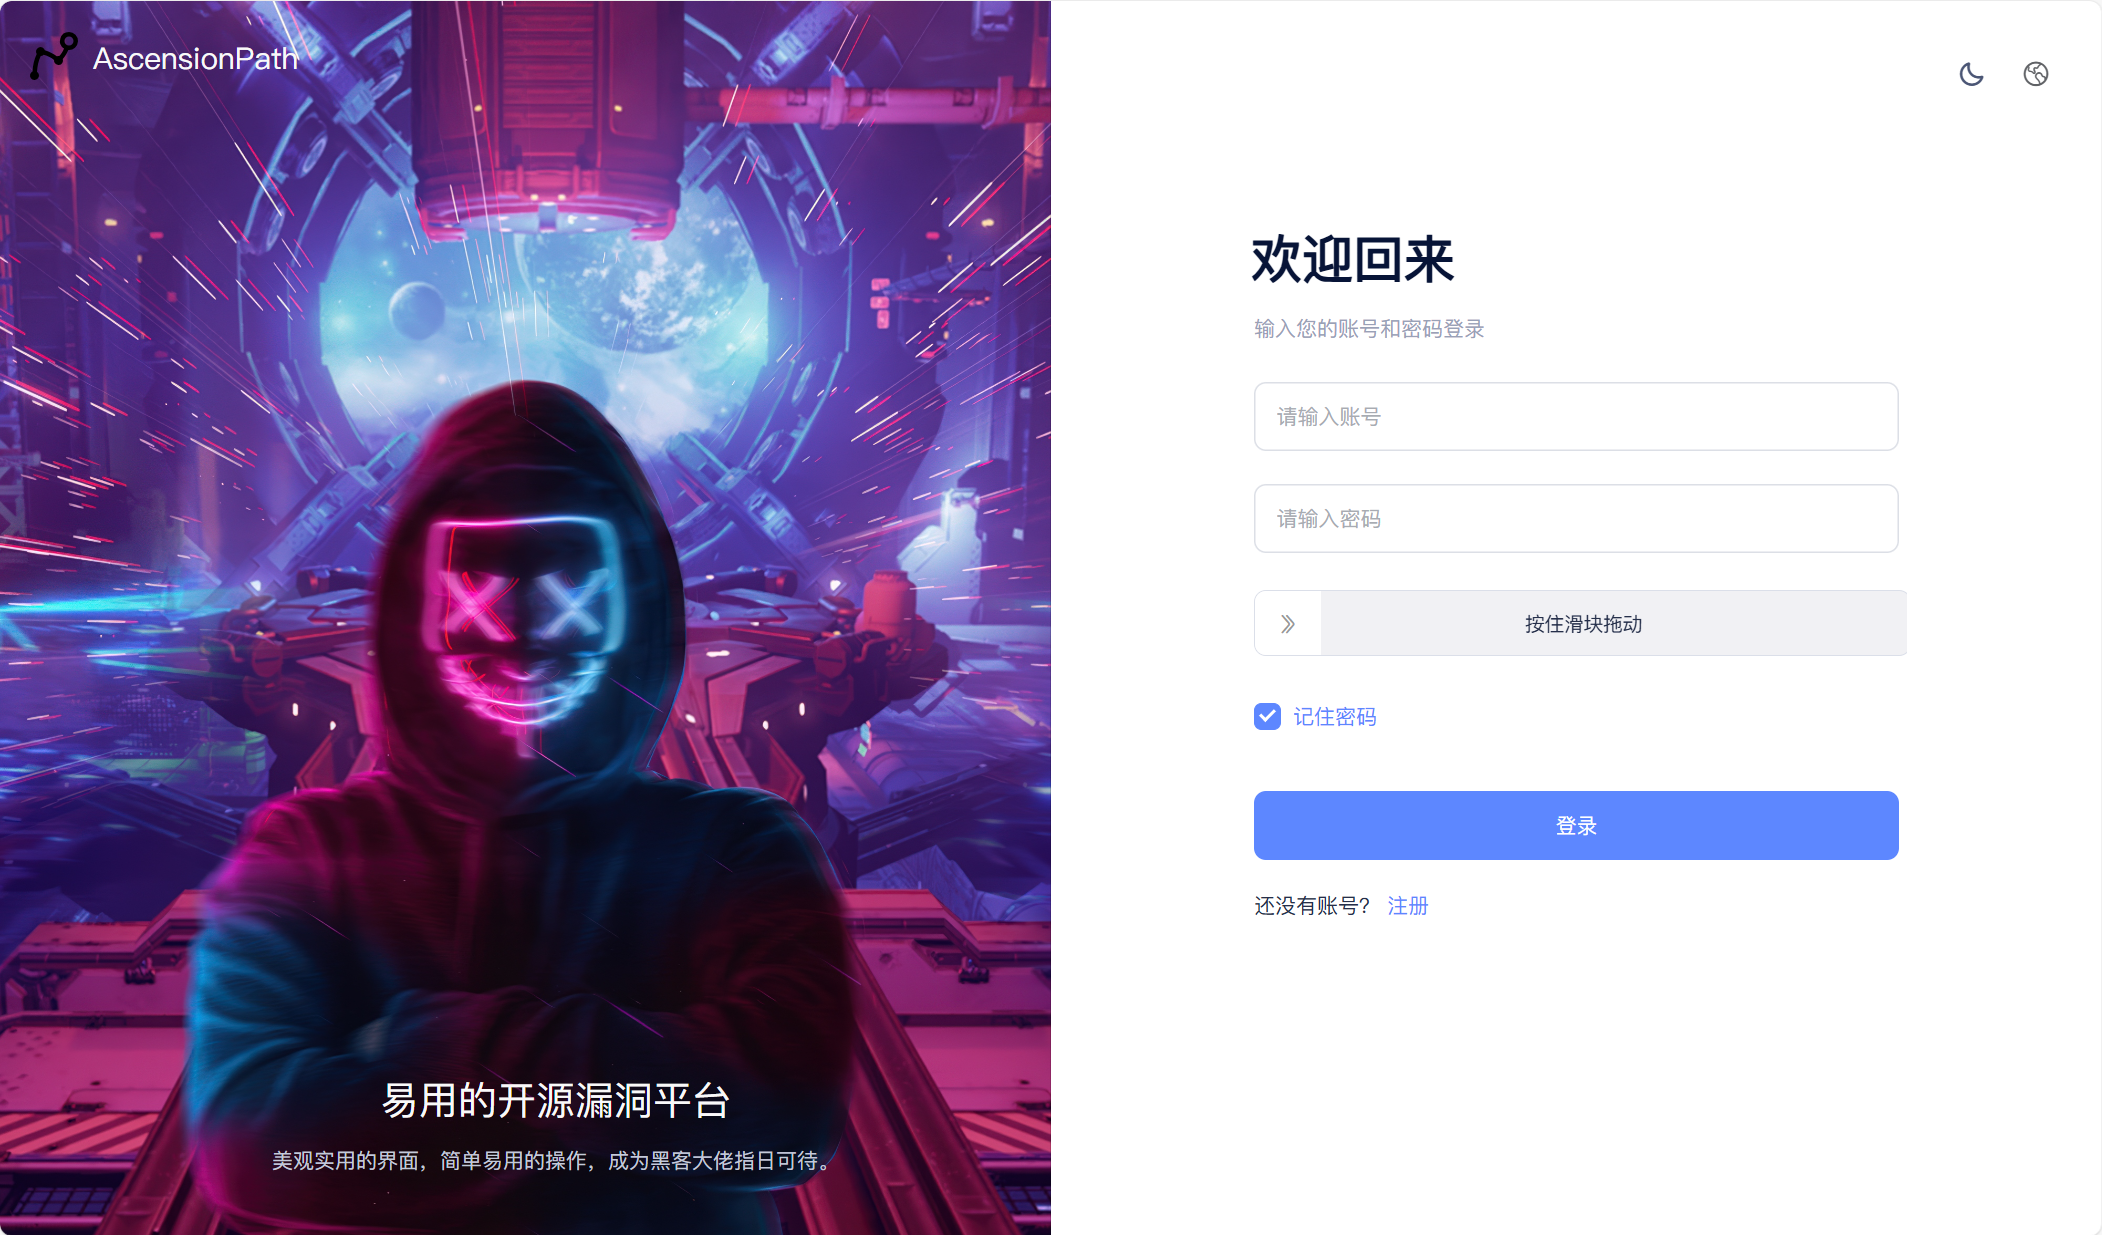 AscensionPath
易用的开源漏洞平台
美观实用的界面，简单易用的操作，成为黑客大佬指日可待。
欢迎回来
输入您的账号和密码登录
请输入账号
请输入密码
按住滑块拖动
记住密码
登录
还没有账号？ 注册